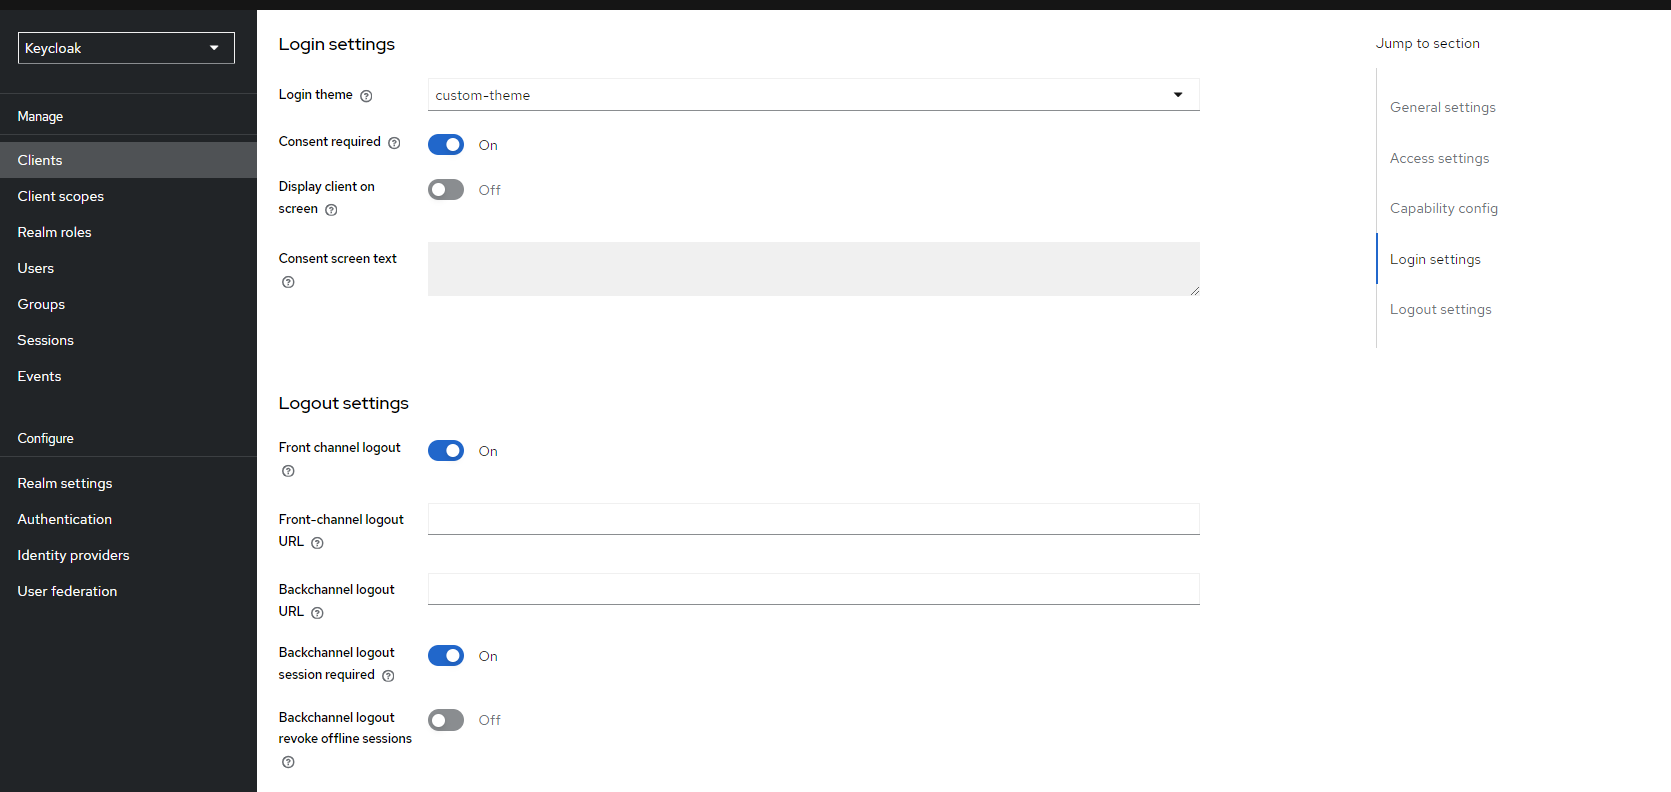 Keycloak
Manage
Clients
Client scopes
Realm roles
Users
Groups
Sessions
Events
Configure
Realm settings
Authentication
Identity providers
User federation
Login settings
Login theme
custom-theme
Consent required
On
Display client on
screen
Off
Consent screen text
Logout settings
Front channel logout
On
Front-channel logout
URL
Backchannel logout
URL
Backchannel logout
session required
On
Backchannel logout
revoke offline sessions
Off
Jump to section
General settings
Access settings
Capability config
Login settings
Logout settings